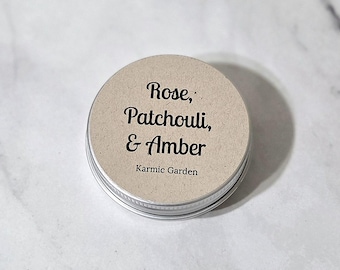 Rose,
Patchouli,
& Amber
Karmic Garden